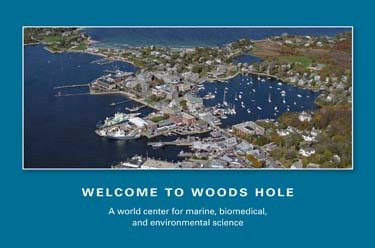 WELCOME TO WOODS HOLE
A world center for marine, biomedical,
and environmental science